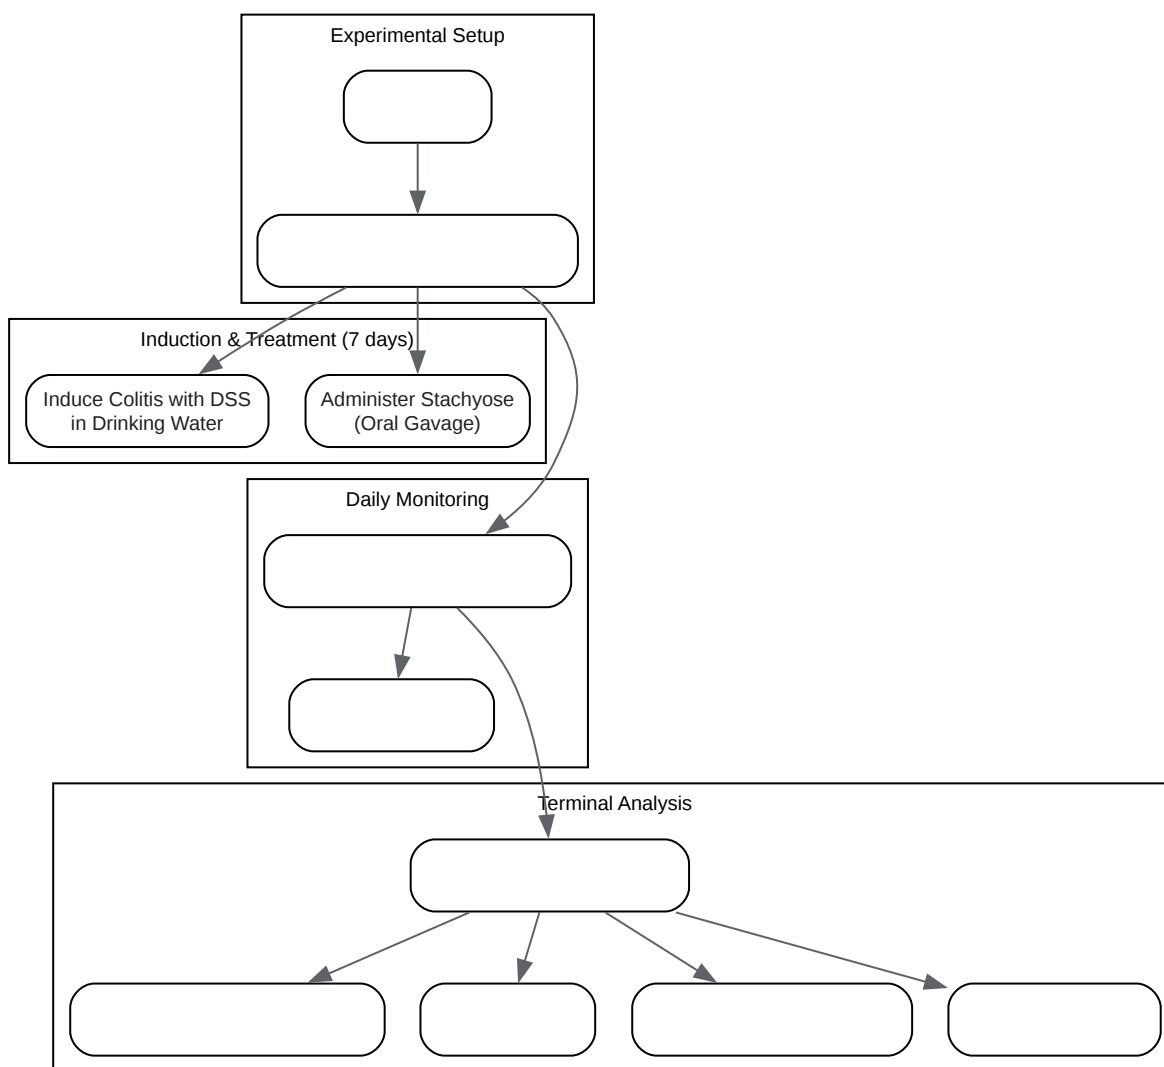 Experimental Setup
Induction & Treatment (7 days)
Induce Colitis with DSS
in Drinking Water
Administer Stachyose
(Oral Gavage)
Daily Monitoring
Terminal Analysis